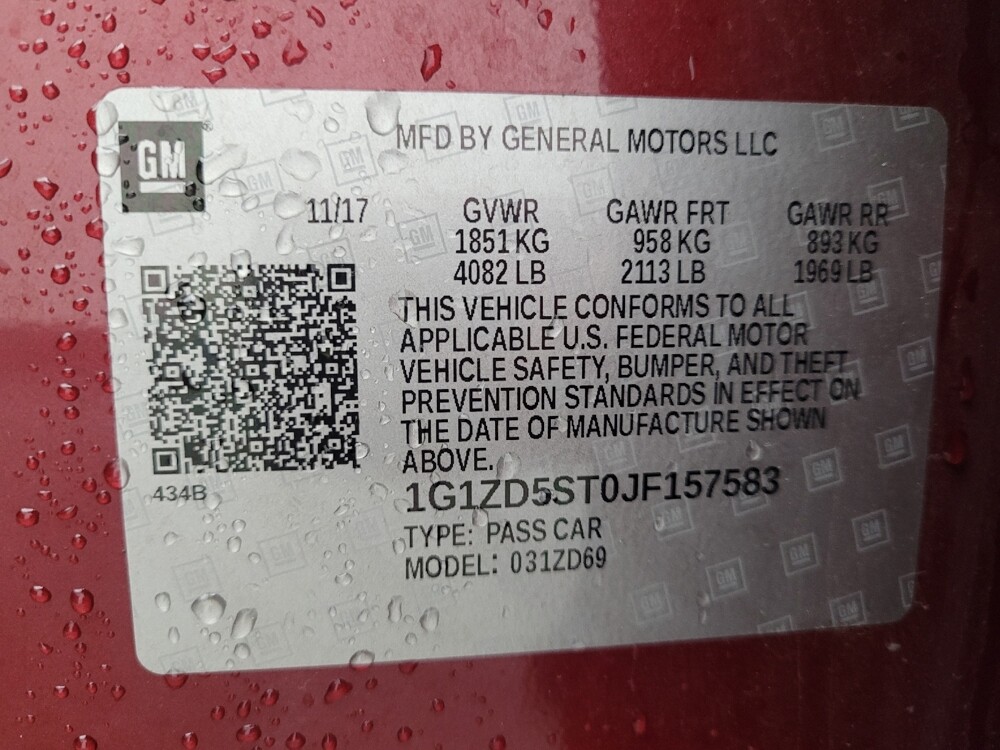 GM
MFD BY GENERAL MOTORS LLC
11/17 GVWR GAWR FRT GAWR RR
1851 KG 958 KG 893 KG
4082 LB 2113 LB 1969 LB
THIS VEHICLE CONFORMS TO ALL
APPLICABLE U.S. FEDERAL MOTOR
VEHICLE SAFETY, BUMPER, AND THEFT
PREVENTION STANDARDS IN EFFECT ON
THE DATE OF MANUFACTURE SHOWN
ABOVE.
434B
1G1ZD5ST0JF157583
TYPE: PASS CAR
MODEL: 031ZD69